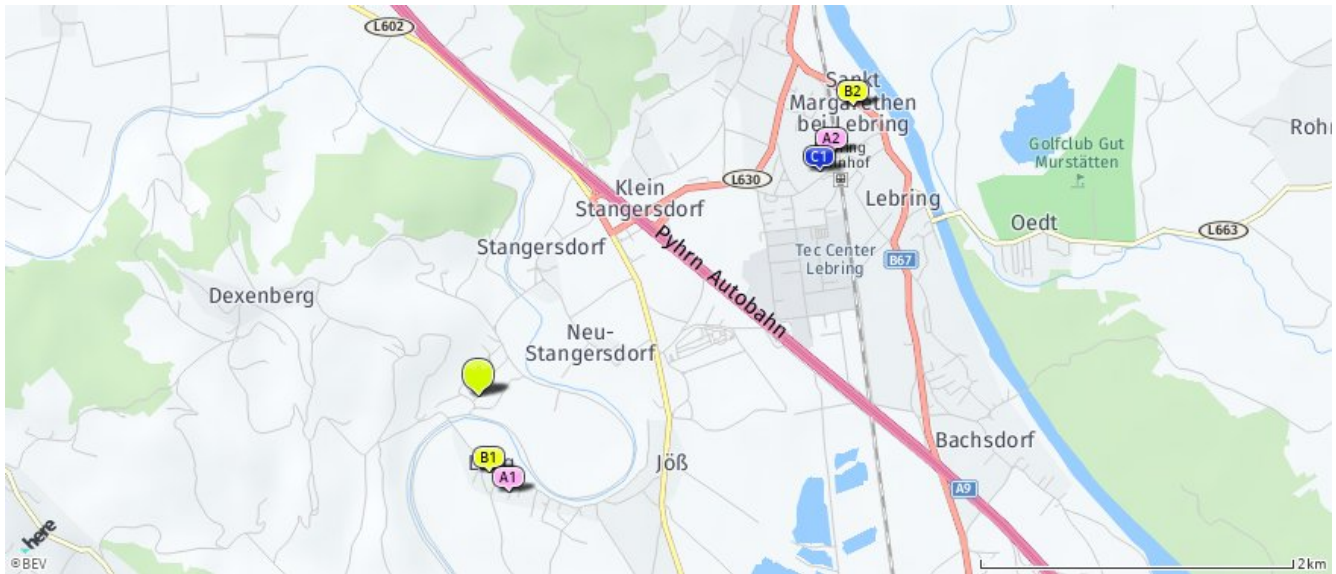 L602
Sankt
Margarethen
bei Lebring
B2
A2
C1
Rohr
Golfclub Gut
Murstätten
Klein
Stangersdorf
L630
Lebring
Oedt
L663
Stangersdorf
Pyhrn Autobahn
Tec Center
Lebring
B67
Dexenberg
Neu-
Stangersdorf
B1
A1
Jöß
Bachsdorf
A9
here
©BEV
2km